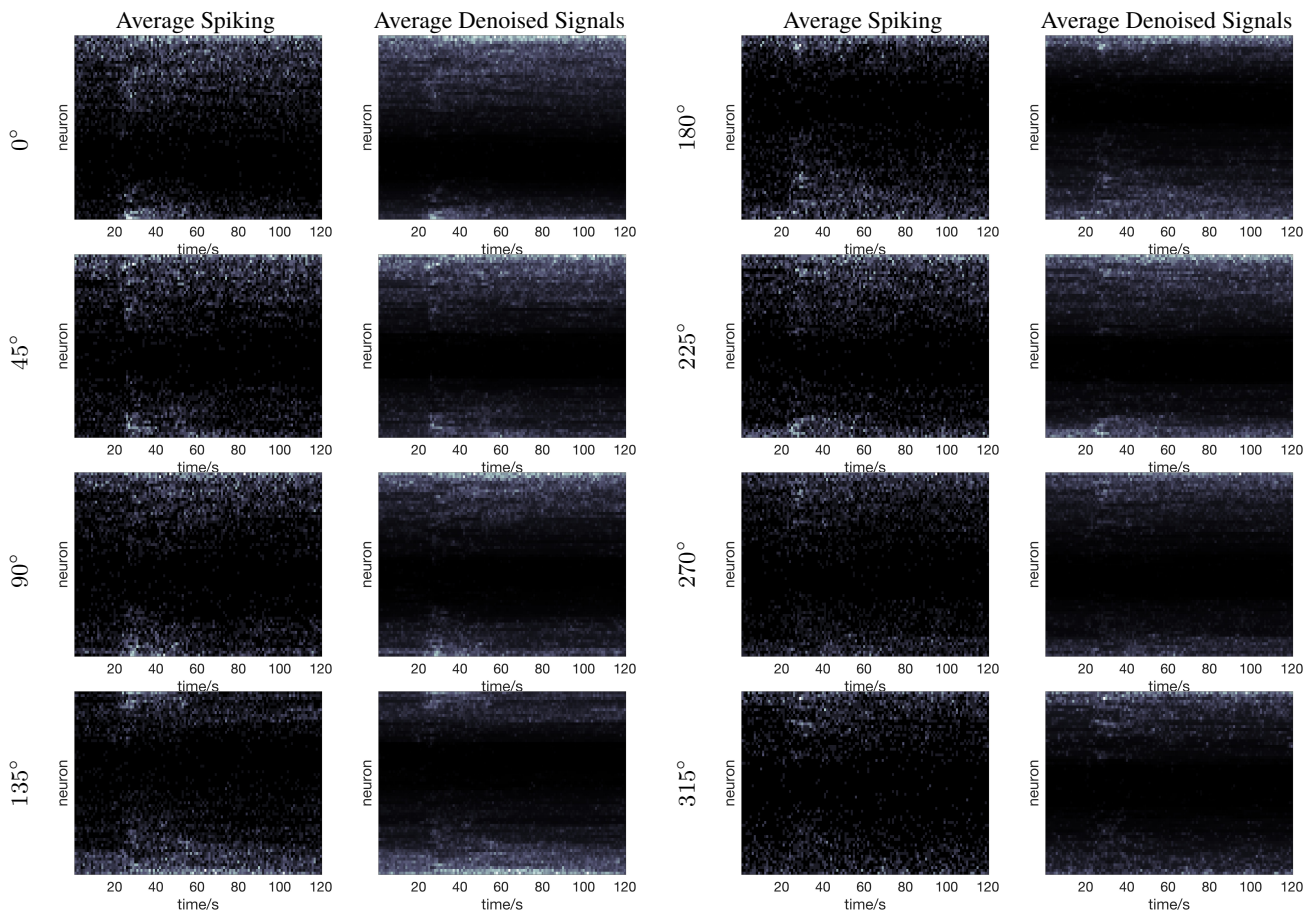 Average Spiking Average Denoised Signals Average Spiking Average Denoised Signals
0° neuron neuron 180° neuron neuron
20 40 60 80 100 120 20 40 60 80 100 120 20 40 60 80 100 120 20 40 60 80 100 120
time/s time/s time/s time/s
45° neuron neuron 225° neuron neuron
20 40 60 80 100 120 20 40 60 80 100 120 20 40 60 80 100 120 20 40 60 80 100 120
time/s time/s time/s time/s
90° neuron neuron 270° neuron neuron
20 40 60 80 100 120 20 40 60 80 100 120 20 40 60 80 100 120 20 40 60 80 100 120
time/s time/s time/s time/s
135° neuron neuron 315° neuron neuron
20 40 60 80 100 120 20 40 60 80 100 120 20 40 60 80 100 120 20 40 60 80 100 120
time/s time/s time/s time/s